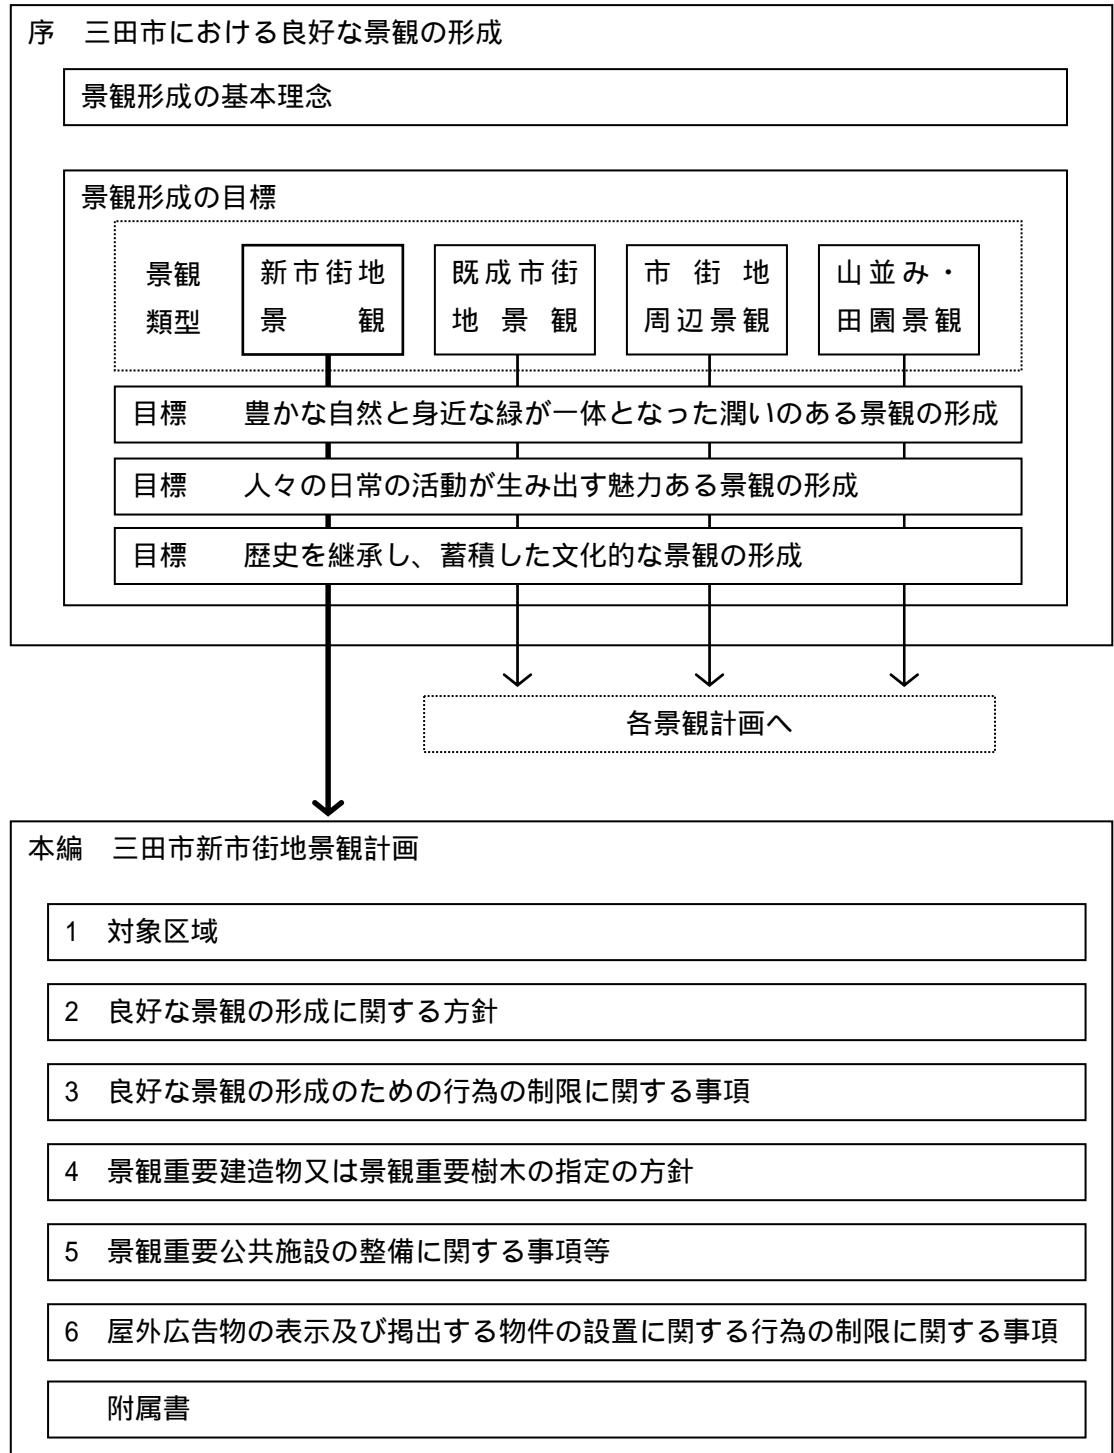 序 三田市における良好な景観の形成
景観形成の基本理念
景観形成の目標
景観
類型
新市街地
景観
既成市街
地景観
市街地
周辺景観
山並み・
田園景観
目標 豊かな自然と身近な緑が一体となった潤いのある景観の形成
目標 人々の日常の活動が生み出す魅力ある景観の形成
目標 歴史を継承し、蓄積した文化的な景観の形成
各景観計画へ
本編 三田市新市街地景観計画
1 対象区域
2 良好な景観の形成に関する方針
3 良好な景観の形成のための行為の制限に関する事項
4 景観重要建造物又は景観重要樹木の指定の方針
5 景観重要公共施設の整備に関する事項等
6 屋外広告物の表示及び掲出する物件の設置に関する行為の制限に関する事項
附属書